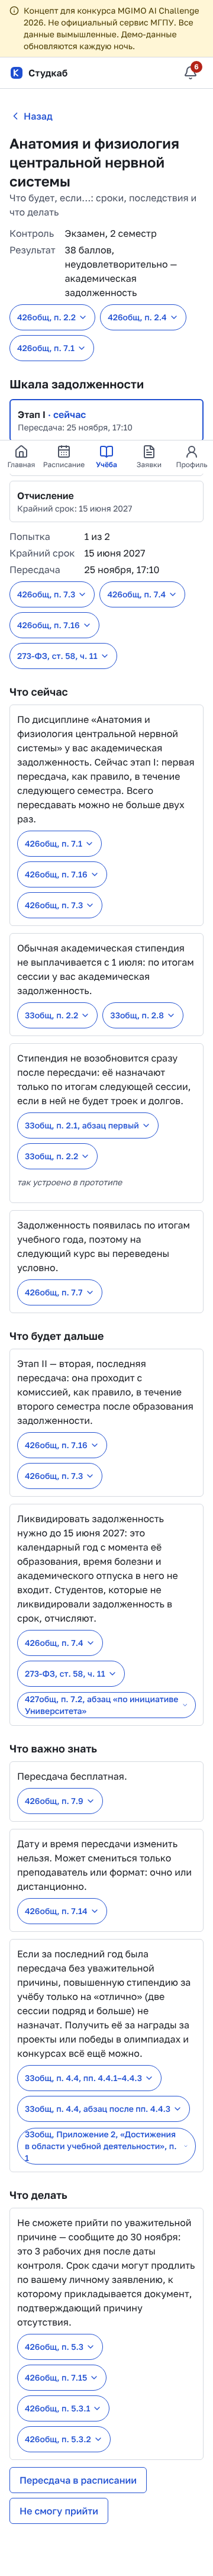 Концепт для конкурса MGIMO AI Challenge
2026. Не официальный сервис МГПУ. Все
данные вымышленные. Демо-данные
обновляются каждую ночь.
Студкаб
6
Назад
Анатомия и физиология
центральной нервной
системы
Что будет, если…: сроки, последствия и
что делать
Контроль Экзамен, 2 семестр
Результат 38 баллов,
неудовлетворительно —
академическая
задолженность
426общ, п. 2.2 426общ, п. 2.4
426общ, п. 7.1
Шкала задолженности
Этап I · сейчас
Пересдача: 25 ноября, 17:10
Главная Расписание Учёба Заявки Профиль
Отчисление
Крайний срок: 15 июня 2027
Попытка 1 из 2
Крайний срок 15 июня 2027
Пересдача 25 ноября, 17:10
426общ, п. 7.3 426общ, п. 7.4
426общ, п. 7.16
273-ФЗ, ст. 58, ч. 11
Что сейчас
По дисциплине «Анатомия и
физиология центральной нервной
системы» у вас академическая
задолженность. Сейчас этап I: первая
пересдача, как правило, в течение
следующего семестра. Всего
пересдавать можно не больше двух
раз.
426общ, п. 7.1
426общ, п. 7.16
426общ, п. 7.3
Обычная академическая стипендия
не выплачивается с 1 июля: по итогам
сессии у вас академическая
задолженность.
33общ, п. 2.2 33общ, п. 2.8
Стипендия не возобновится сразу
после пересдачи: её назначают
только по итогам следующей сессии,
если в ней не будет троек и долгов.
33общ, п. 2.1, абзац первый
33общ, п. 2.2
так устроено в прототипе
Задолженность появилась по итогам
учебного года, поэтому на
следующий курс вы переведены
условно.
426общ, п. 7.7
Что будет дальше
Этап II — вторая, последняя
пересдача: она проходит с
комиссией, как правило, в течение
второго семестра после образования
задолженности.
426общ, п. 7.16
426общ, п. 7.3
Ликвидировать задолженность
нужно до 15 июня 2027: это
календарный год с момента её
образования, время болезни и
академического отпуска в него не
входит. Студентов, которые не
ликвидировали задолженность в
срок, отчисляют.
426общ, п. 7.4
273-ФЗ, ст. 58, ч. 11
427общ, п. 7.2, абзац «по инициативе
Университета»
Что важно знать
Пересдача бесплатная.
426общ, п. 7.9
Дату и время пересдачи изменить
нельзя. Может смениться только
преподаватель или формат: очно или
дистанционно.
426общ, п. 7.14
Если за последний год была
пересдача без уважительной
причины, повышенную стипендию за
учёбу только на «отлично» (две
сессии подряд и больше) не
назначат. Получить её за награды за
проекты или победы в олимпиадах и
конкурсах всё ещё можно.
33общ, п. 4.4, пп. 4.4.1–4.4.3
33общ, п. 4.4, абзац после пп. 4.4.3
33общ, Приложение 2, «Достижения
в области учебной деятельности», п.
1
Что делать
Не сможете прийти по уважительной
причине — сообщите до 30 ноября:
это 3 рабочих дня после даты
контроля. Срок сдачи могут продлить
по вашему личному заявлению, к
которому прикладывается документ,
подтверждающий причину
отсутствия.
426общ, п. 5.3
426общ, п. 7.15
426общ, п. 5.3.1
426общ, п. 5.3.2
Пересдача в расписании
Не смогу прийти